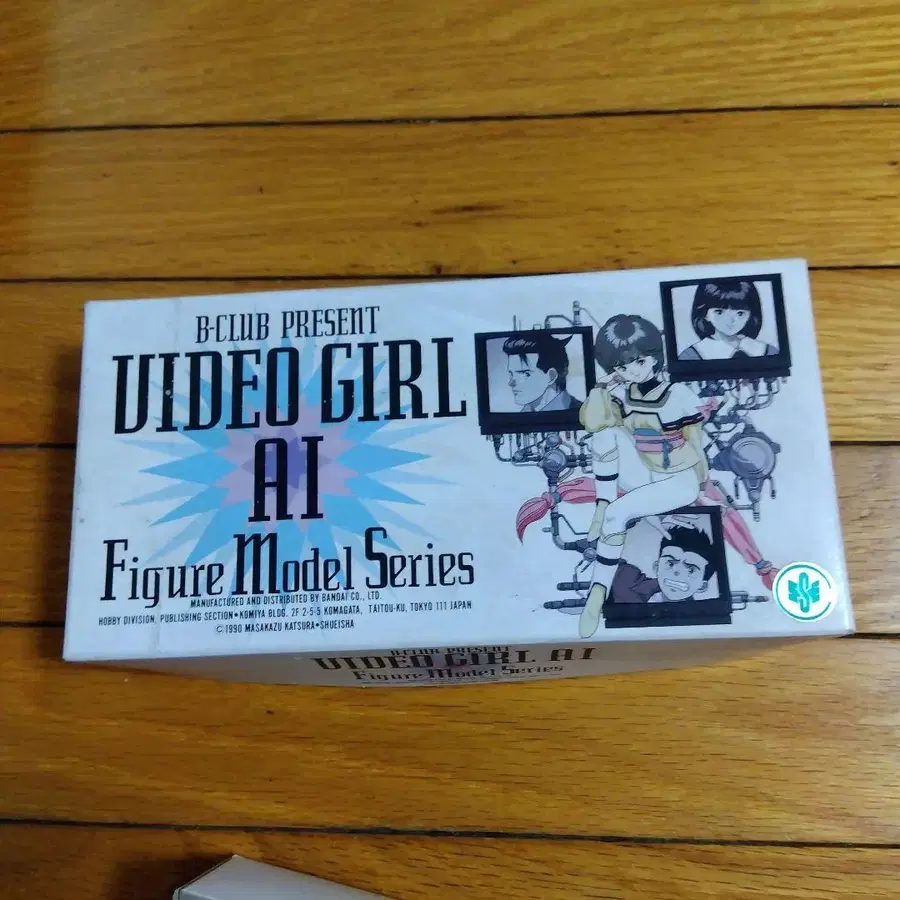 B-CLUB PRESENT
VIDEO GIRL
AI
Figure Model Series
MANUFACTURED AND DISTRIBUTED BY BANDAI CO., LTD.
HOBBY DIVISION, PUBLISHING SECTION•KOMIYA BLDG. 2F 2-5-5 KOMAGATA, TAITOU-KU, TOKYO 111 JAPAN
©1990 MASAKAZU KATSURA•SHUEISHA
B-CLUB PRESENT
VIDEO GIRL AI
Figure Model Series